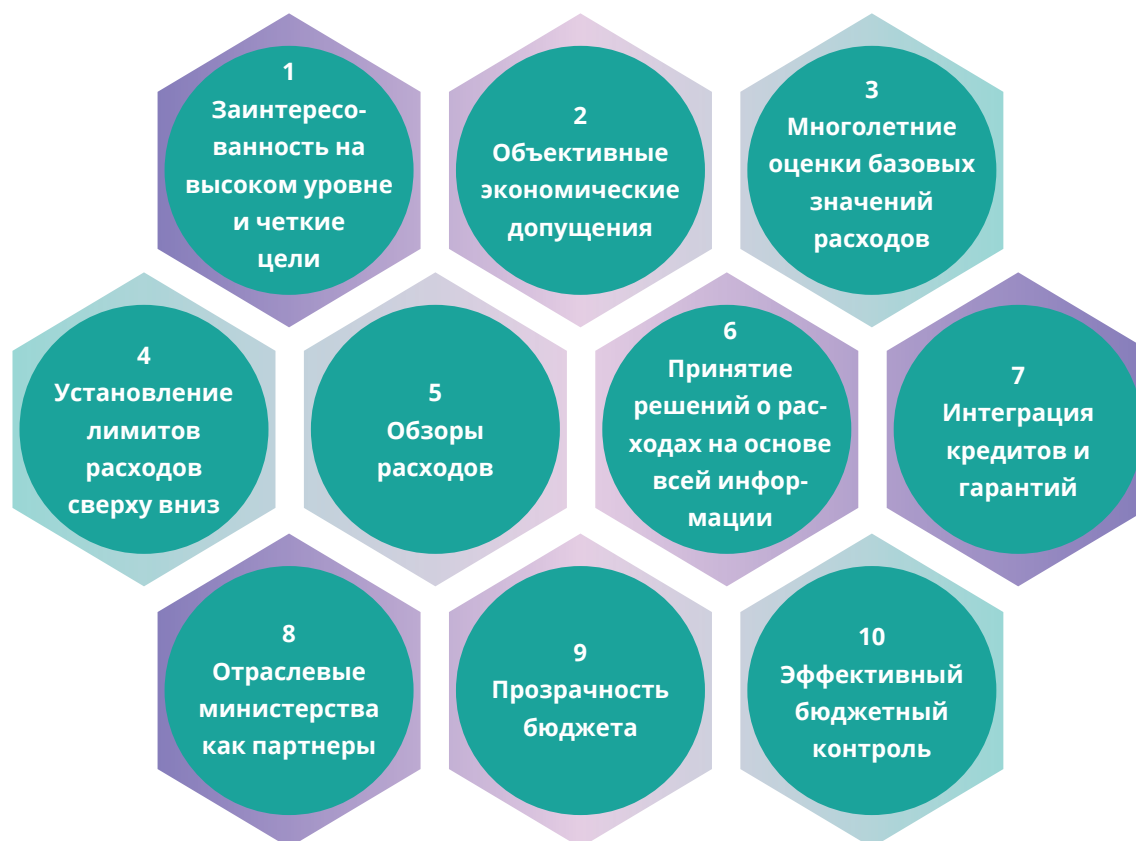 1
Заинтересо-
ванность на
высоком уровне
и четкие
цели
2
Объективные
экономические
допущения
3
Многолетние
оценки базовых
значений
расходов
4
Установление
лимитов
расходов
сверху вниз
5
Обзоры
расходов
6
Принятие
решений о рас-
ходах на основе
всей инфор-
мации
7
Интеграция
кредитов и
гарантий
8
Отраслевые
министерства
как партнеры
9
Прозрачность
бюджета
10
Эффективный
бюджетный
контроль